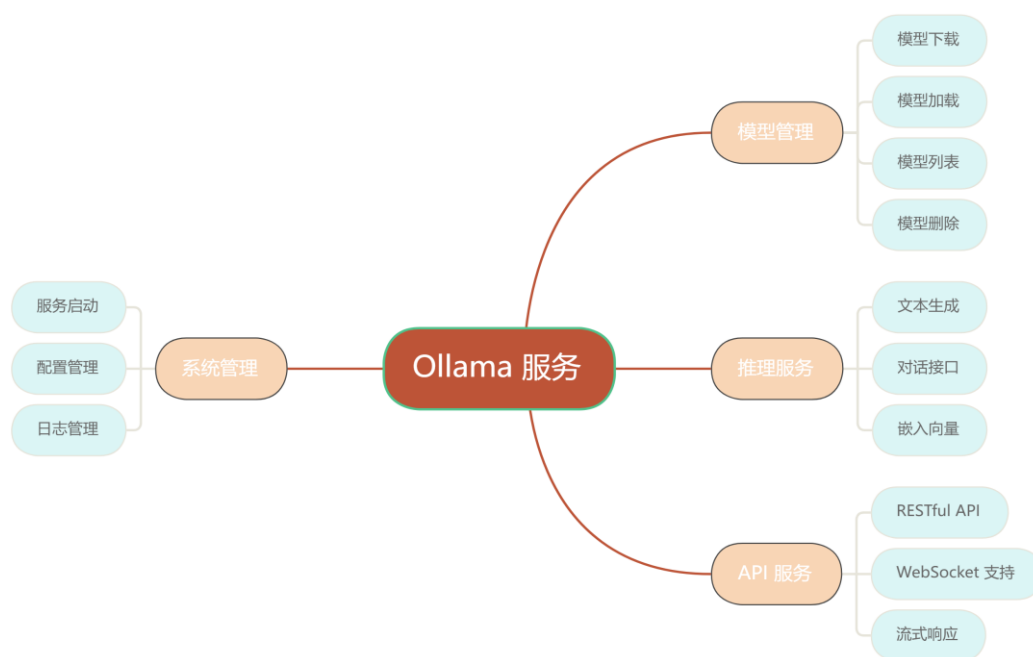 Ollama 服务
模型管理
模型下载
模型加载
模型列表
模型删除
推理服务
文本生成
对话接口
嵌入向量
API 服务
RESTful API
WebSocket 支持
流式响应
系统管理
服务启动
配置管理
日志管理